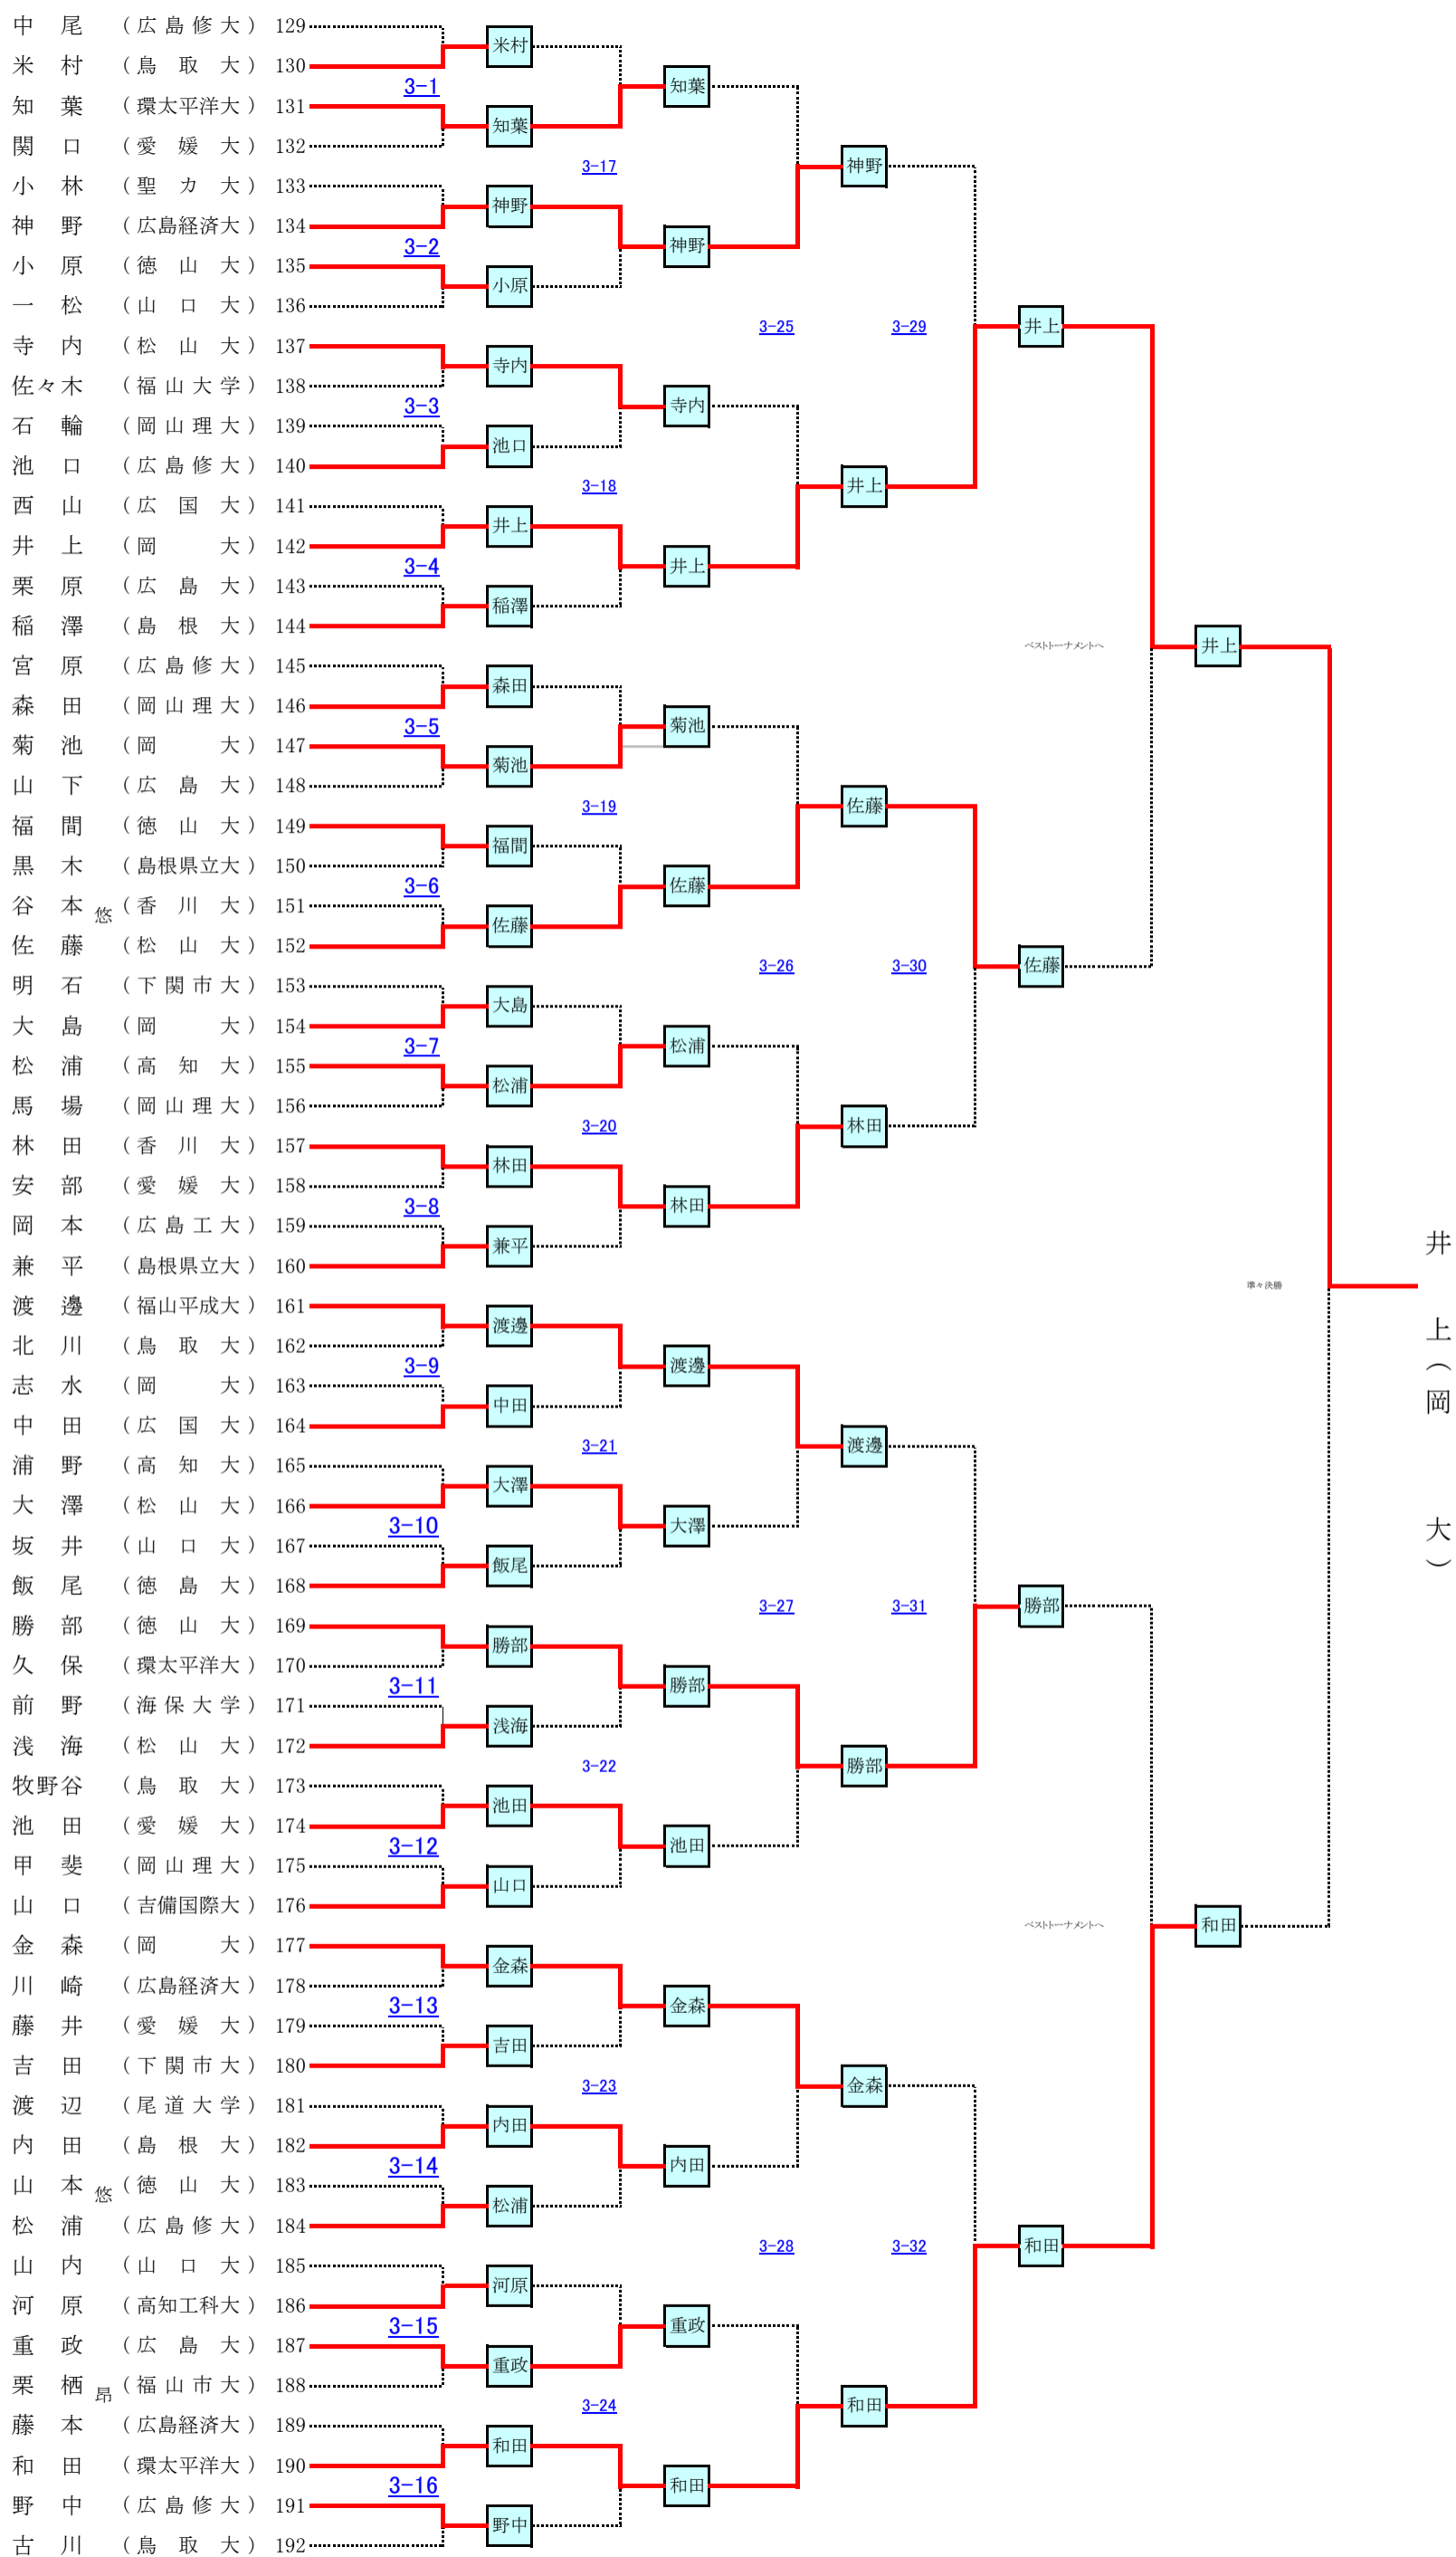 中尾 （広島修大） 129
米村
米村 （鳥取大） 130
知葉
3-1
知葉 （環太平洋大） 131
知葉
関口 （愛媛大） 132
3-17
神野
小林 （聖カ大） 133
神野
神野 （広島経済大） 134
3-2
神野
小原 （徳山大） 135
小原
一松 （山口大） 136
3-25
3-29
井上
寺内 （松山大） 137
寺内
佐々木 （福山大学） 138
3-3
寺内
石輪 （岡山理大） 139
池口
池口 （広島修大） 140
3-18
井上
西山 （広国大） 141
井上
井上 （岡大） 142
3-4
井上
栗原 （広島大） 143
稲澤
稲澤 （島根大） 144
ベストーナメントへ
井上
宮原 （広島修大） 145
森田
森田 （岡山理大） 146
3-5
菊池
菊池 （岡大） 147
菊池
山下 （広島大） 148
3-19
佐藤
福間 （徳山大） 149
福間
黒木 （島根県立大） 150
3-6
佐藤
谷本悠 （香川大） 151
佐藤
佐藤 （松山大） 152
3-26
3-30
佐藤
明石 （下関市大） 153
大島
大島 （岡大） 154
3-7
松浦
松浦 （高知大） 155
松浦
馬場 （岡山理大） 156
3-20
林田
林田 （香川大） 157
林田
安部 （愛媛大） 158
3-8
林田
岡本 （広島工大） 159
兼平
兼平 （島根県立大） 160
準々決勝
井上（岡大）
渡邊 （福山平成大） 161
渡邊
北川 （鳥取大） 162
3-9
渡邊
志水 （岡大） 163
中田
中田 （広国大） 164
3-21
渡邊
浦野 （高知大） 165
大澤
大澤 （松山大） 166
3-10
大澤
坂井 （山口大） 167
飯尾
飯尾 （徳島大） 168
3-27
3-31
勝部
勝部 （徳山大） 169
勝部
久保 （環太平洋大） 170
3-11
勝部
前野 （海保大学） 171
浅海
浅海 （松山大） 172
3-22
勝部
牧野谷 （鳥取大） 173
池田
池田 （愛媛大） 174
3-12
池田
甲斐 （岡山理大） 175
山口
山口 （吉備国際大） 176
ベストーナメントへ
和田
金森 （岡大） 177
金森
川崎 （広島経済大） 178
3-13
金森
藤井 （愛媛大） 179
吉田
吉田 （下関市大） 180
3-23
金森
渡辺 （尾道大学） 181
内田
内田 （島根大） 182
3-14
内田
山本悠 （徳山大） 183
松浦
松浦 （広島修大） 184
3-28
3-32
和田
山内 （山口大） 185
河原
河原 （高知工科大） 186
3-15
重政
重政 （広島大） 187
重政
栗栖昂 （福山市大） 188
3-24
和田
藤本 （広島経済大） 189
和田
和田 （環太平洋大） 190
3-16
和田
野中 （広島修大） 191
野中
古川 （鳥取大） 192